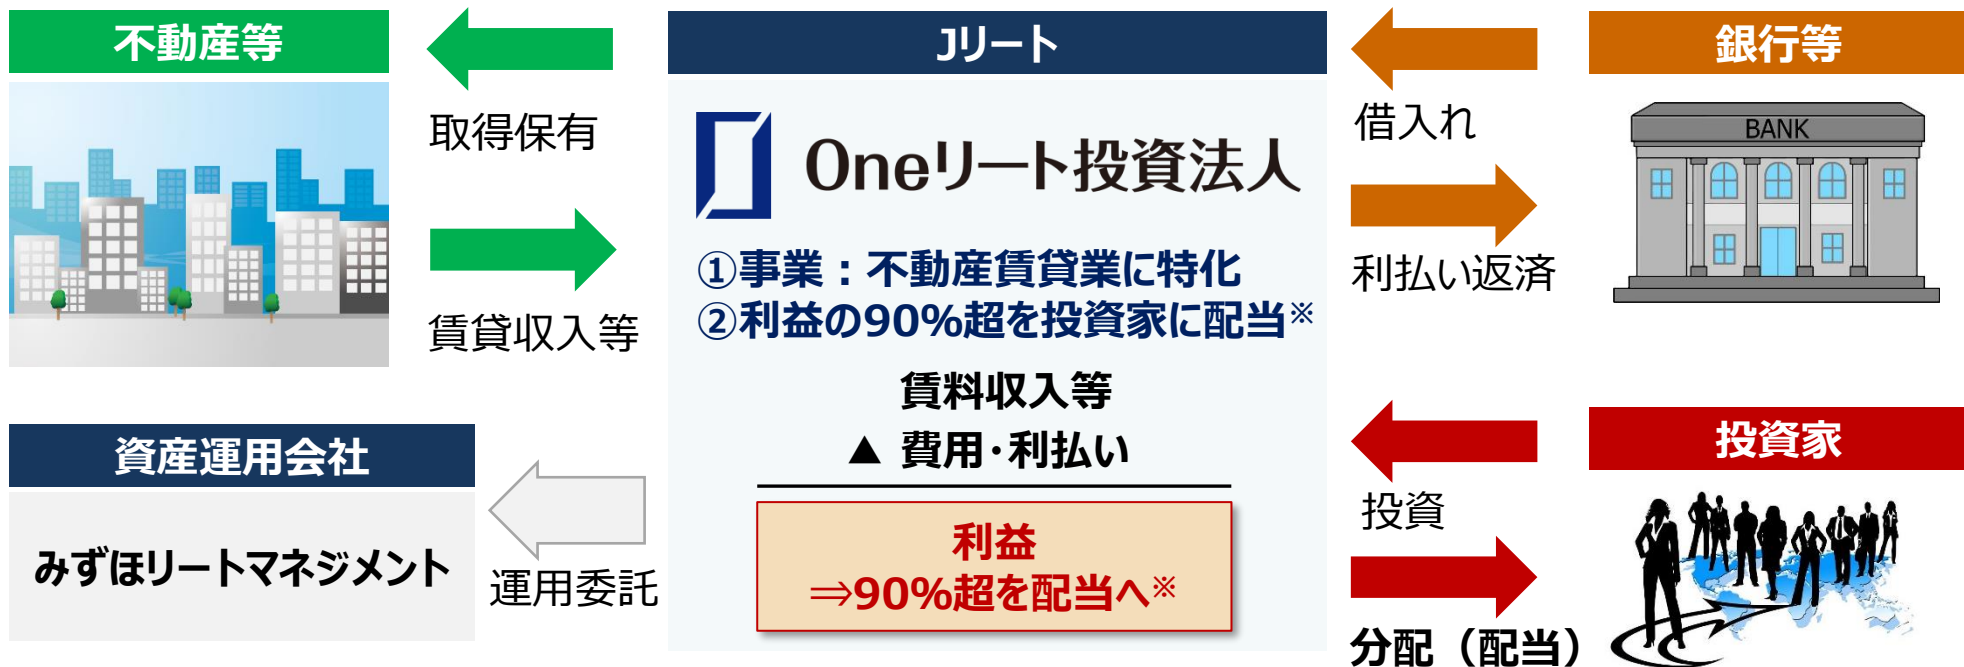 不動産等
取得保有
賃貸収入等
資産運用会社
みずほリートマネジメント
運用委託
Jリート
Oneリート投資法人
①事業：不動産賃貸業に特化
②利益の90%超を投資家に配当※
賃料収入等
▲ 費用・利払い
利益
⇒90%超を配当へ※
銀行等
借入れ
BANK
利払い返済
投資家
投資
分配（配当）